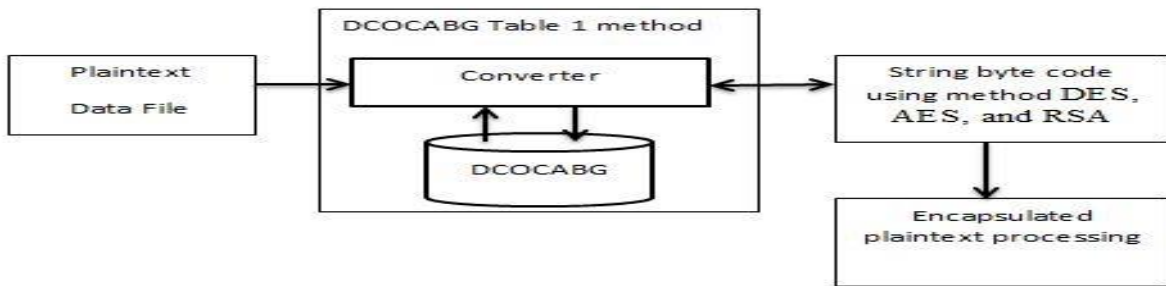 DCOCABG Table 1 method
Plaintext
Data File
Converter
DCOCABG
String byte code
using method DES,
AES, and RSA
Encapsulated
plaintext processing